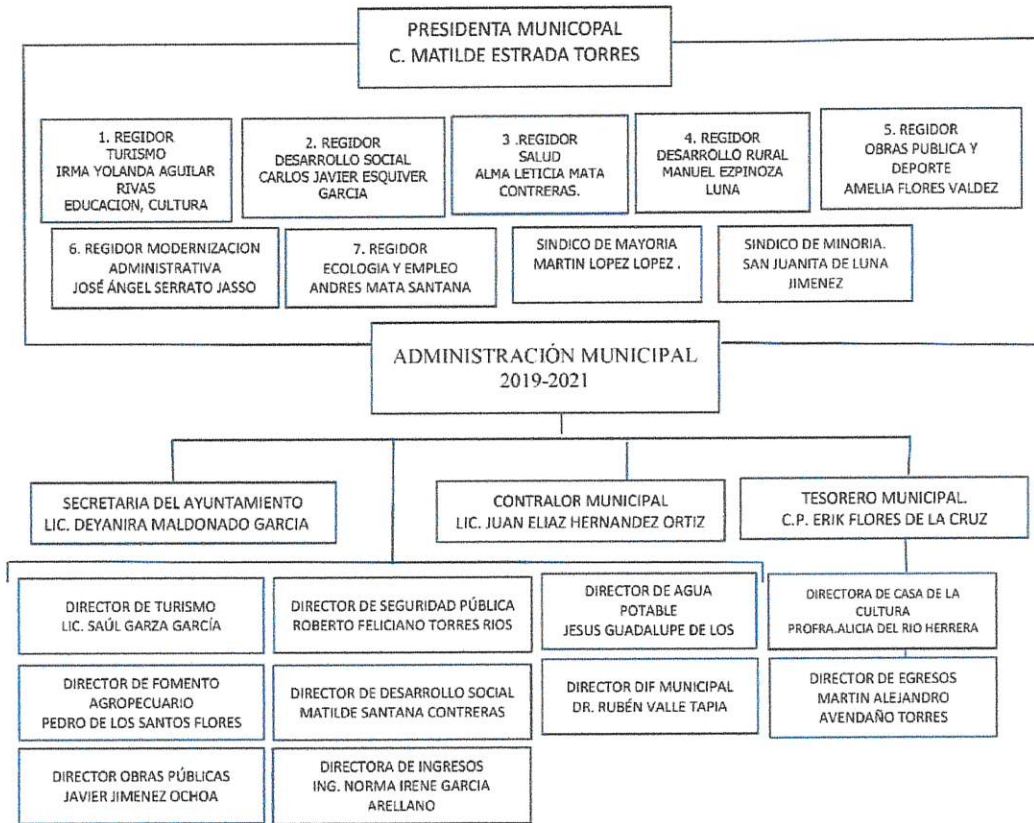 PRESIDENTA MUNICOPAL
C. MATILDE ESTRADA TORRES
1. REGIDOR
TURISMO
IRMA YOLANDA AGUILAR
RIVAS
EDUCACION, CULTURA
2. REGIDOR
DESARROLLO SOCIAL
CARLOS JAVIER ESQUIVER
GARCIA
3 .REGIDOR
SALUD
ALMA LETICIA MATA
CONTRERAS.
4. REGIDOR
DESARROLLO RURAL
MANUEL EZPINOZA
LUNA
5. REGIDOR
OBRAS PUBLICA Y
DEPORTE
AMELIA FLORES VALDEZ
6. REGIDOR MODERNIZACION
ADMINISTRATIVA
JOSÉ ÁNGEL SERRATO JASSO
7. REGIDOR
ECOLOGIA Y EMPLEO
ANDRES MATA SANTANA
SINDICO DE MAYORIA
MARTIN LOPEZ LOPEZ .
SINDICO DE MINORIA.
SAN JUANITA DE LUNA
JIMENEZ
ADMINISTRACIÓN MUNICIPAL
2019-2021
SECRETARIA DEL AYUNTAMIENTO
LIC. DEYANIRA MALDONADO GARCIA
CONTRALOR MUNICIPAL
LIC. JUAN ELIAZ HERNANDEZ ORTIZ
TESORERO MUNICIPAL.
C.P. ERIK FLORES DE LA CRUZ
DIRECTOR DE TURISMO
LIC. SAÚL GARZA GARCÍA
DIRECTOR DE SEGURIDAD PÚBLICA
ROBERTO FELICIANO TORRES RIOS
DIRECTOR DE AGUA
POTABLE
JESUS GUADALUPE DE LOS
DIRECTORA DE CASA DE LA
CULTURA
PROFRA.ALICIA DEL RIO HERRERA
DIRECTOR DE FOMENTO
AGROPECUARIO
PEDRO DE LOS SANTOS FLORES
DIRECTOR DE DESARROLLO SOCIAL
MATILDE SANTANA CONTRERAS
DIRECTOR DIF MUNICIPAL
DR. RUBÉN VALLE TAPIA
DIRECTOR DE EGRESOS
MARTIN ALEJANDRO
AVENDAÑO TORRES
DIRECTOR OBRAS PÚBLICAS
JAVIER JIMENEZ OCHOA
DIRECTORA DE INGRESOS
ING. NORMA IRENE GARCIA
ARELLANO